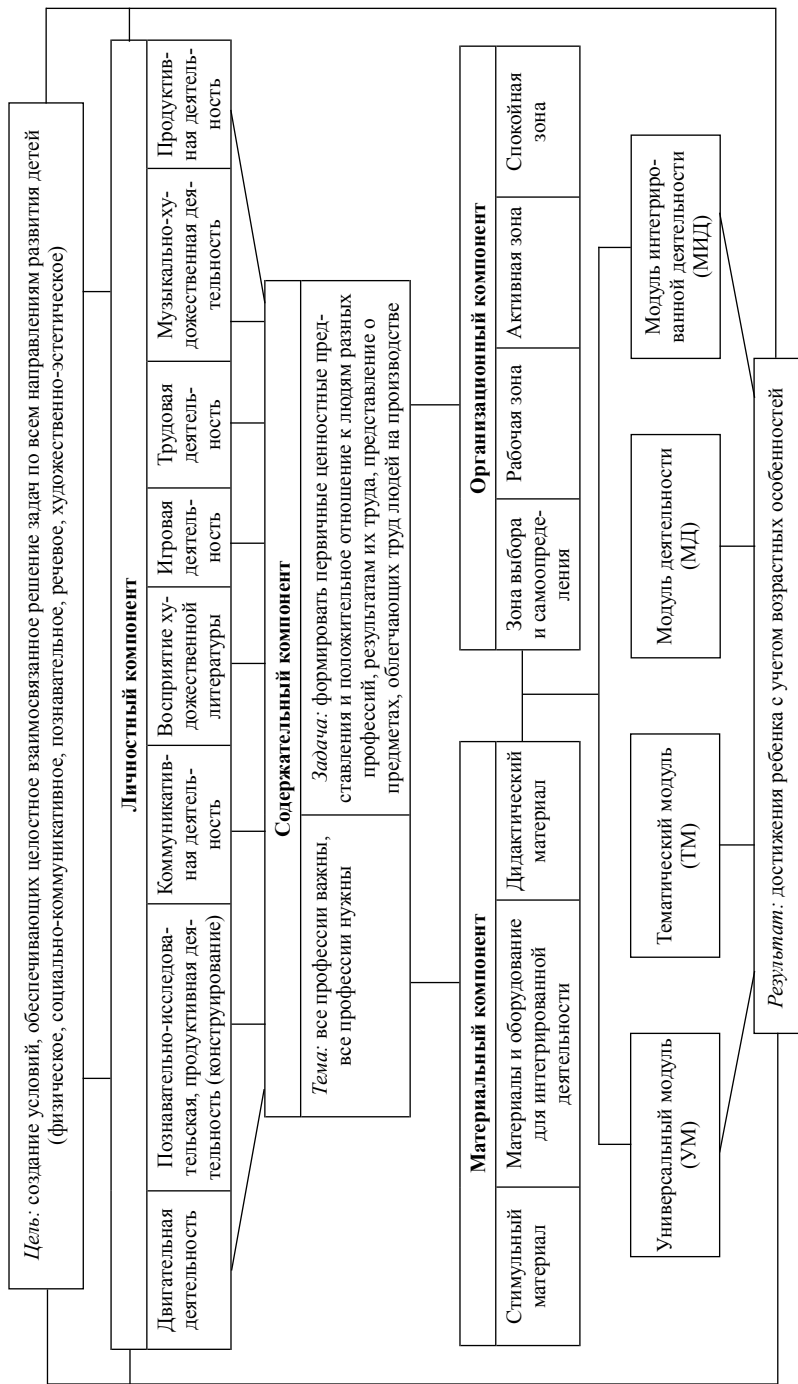 Цель: создание условий, обеспечивающих целостное взаимосвязанное решение задач по всем направлениям развития детей
(физическое, социально-коммуникативное, познавательное, речевое, художественно-эстетическое)
Личностный компонент
Двигательная
деятельность
Познавательно-исследова-
тельская, продуктивная дея-
тельность (конструирование)
Коммуникатив-
ная деятель-
ность
Восприятие ху-
дожественной
литературы
Игровая
деятель-
ность
Трудовая
деятель-
ность
Музыкально-ху-
дожественная дея-
тельность
Продуктив-
ная деятель-
ность
Содержательный компонент
Тема: все профессии важны,
все профессии нужны
Задача: формировать первичные ценностные пред-
ставления и положительное отношение к людям разных
профессий, результатам их труда, представление о
предметах, облегчающих труд людей на производстве
Материальный компонент
Стимульный
материал
Материалы и оборудование
для интегрированной
деятельности
Дидактический
материал
Организационный компонент
Зона выбора
и самоопреде-
ления
Рабочая зона
Активная зона
Спокойная
зона
Универсальный модуль
(УМ)
Тематический модуль
(ТМ)
Модуль деятельности
(МД)
Модуль интегриро-
ванной деятельности
(МИД)
Результат: достижения ребенка с учетом возрастных особенностей